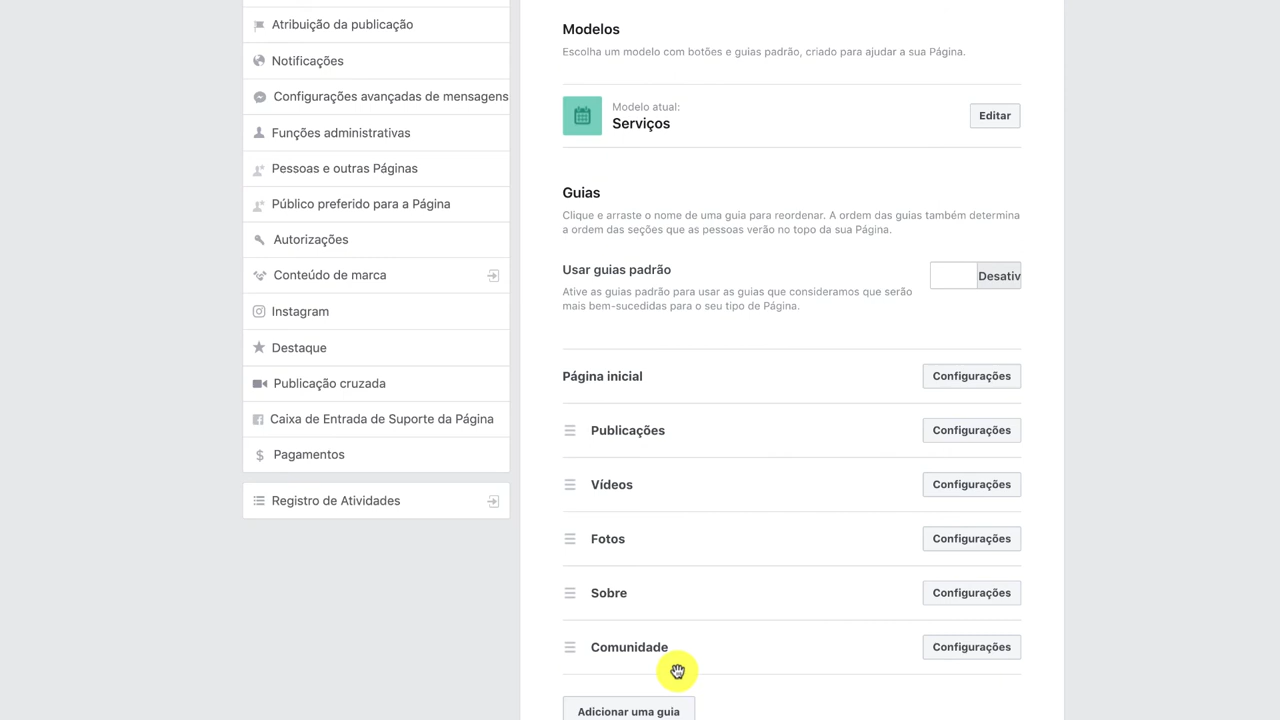 Atribuição da publicação
Notificações
Configurações avançadas de mensagens
Funções administrativas
Pessoas e outras Páginas
Público preferido para a Página
Autorizações
Conteúdo de marca
Instagram
Destaque
Publicação cruzada
Caixa de Entrada de Suporte da Página
Pagamentos
Registro de Atividades
Modelos
Escolha um modelo com botões e guias padrão, criado para ajudar a sua Página.
Modelo atual:
Serviços
Editar
Guias
Clique e arraste o nome de uma guia para reordenar. A ordem das guias também determina
a ordem das seções que as pessoas verão no topo da sua Página.
Usar guias padrão
Desativ
Ative as guias padrão para usar as guias que consideramos que serão
mais bem-sucedidas para o seu tipo de Página.
Página inicial
Configurações
Publicações
Configurações
Vídeos
Configurações
Fotos
Configurações
Sobre
Configurações
Comunidade
Configurações
Adicionar uma guia